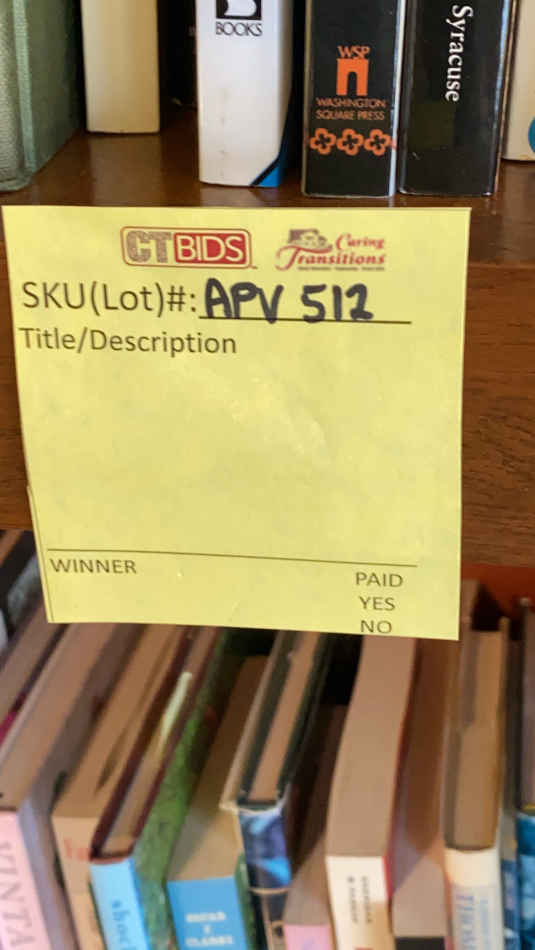 BOOKS
WSP
WASHINGTON
SQUARE PRESS
Syracuse
CTBIDS
Caring
Transitions
SKU(Lot)#: APV 512
Title/Description
WINNER
PAID
YES
NO